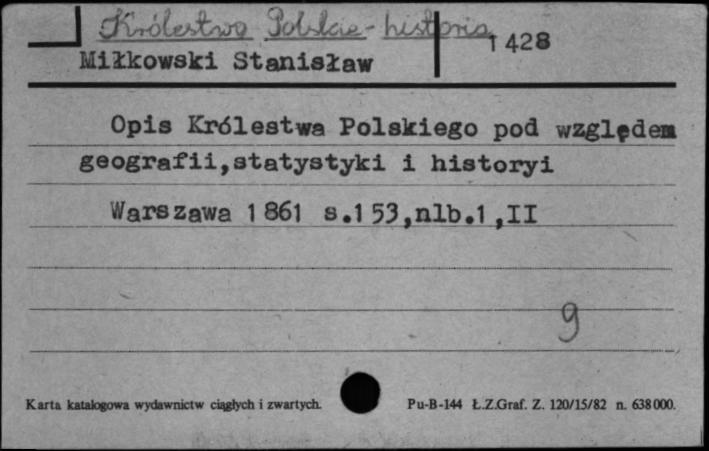 Królestwo Polskie - historia
1428
Miłkowski Stanisław
Opis Królestwa Polskiego pod względem
geografii,statystyki i historyi
Warszawa 1861 s.153,nlb.1,II
9
Karta katalogowa wydawnictw ciągłych i zwartych. Pu-B-144 Ł.Z.Graf. Z. 120/15/82 n. 638000.